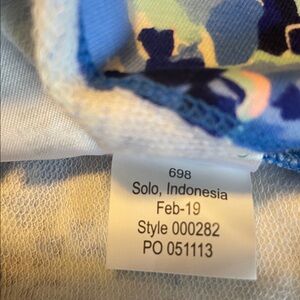 698
Solo, Indonesia
Feb-19
Style 000282
PO 051113